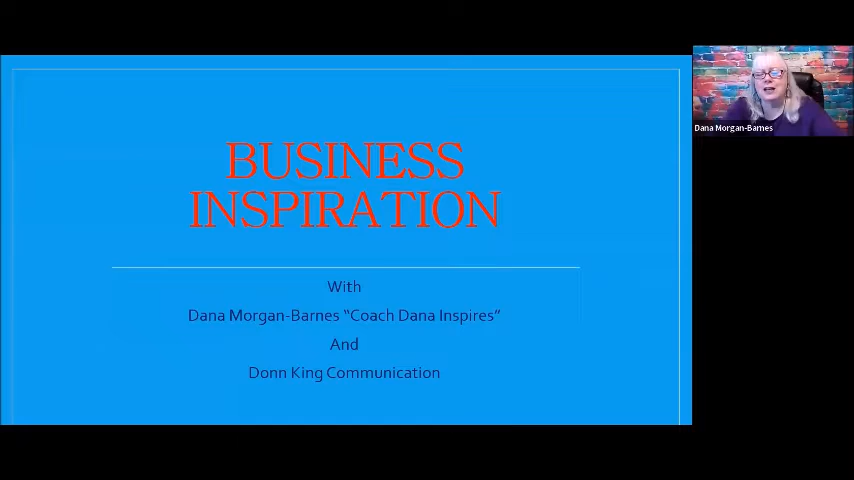 BUSINESS
INSPIRATION
With
Dana Morgan-Barnes “Coach Dana Inspires”
And
Donn King Communication
Dana Morgan-Barnes